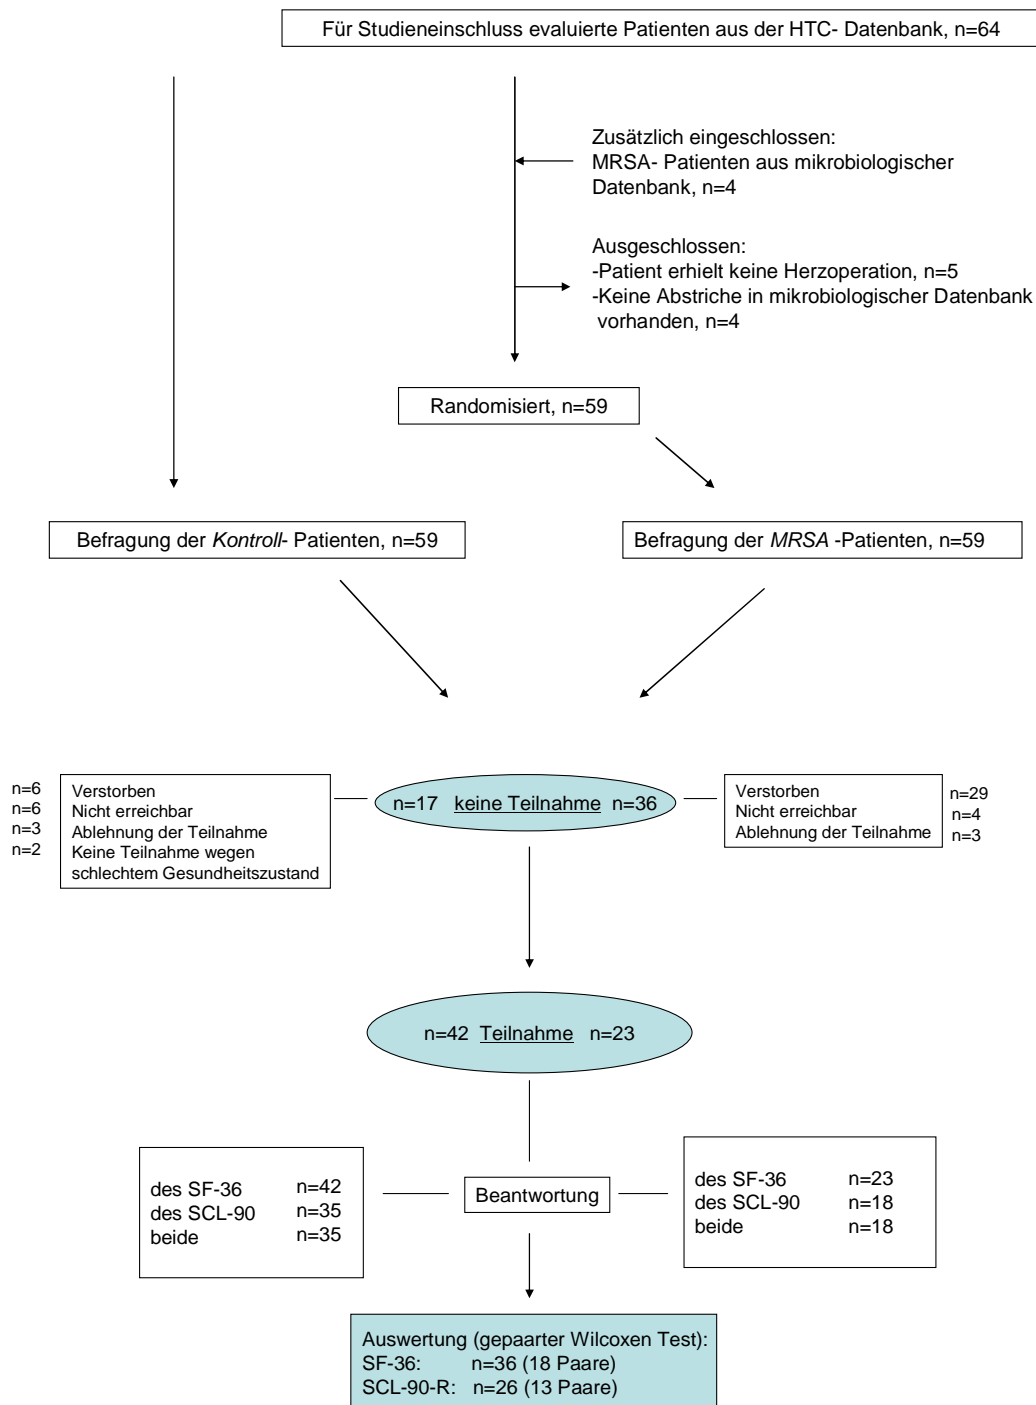 Für Studieneinschluss evaluierte Patienten aus der HTC- Datenbank, n=64
Zusätzlich eingeschlossen:
MRSA- Patienten aus mikrobiologischer
Datenbank, n=4
Ausgeschlossen:
-Patient erhielt keine Herzoperation, n=5
-Keine Abstriche in mikrobiologischer Datenbank
vorhanden, n=4
Randomisiert, n=59
Befragung der Kontroll- Patienten, n=59
Befragung der MRSA -Patienten, n=59
n=6 Verstorben
n=6 Nicht erreichbar
n=3 Ablehnung der Teilnahme
n=2 Keine Teilnahme wegen
schlechtem Gesundheitszustand
n=17 keine Teilnahme n=36
Verstorben n=29
Nicht erreichbar n=4
Ablehnung der Teilnahme n=3
n=42 Teilnahme n=23
des SF-36 n=42
des SCL-90 n=35
beide n=35
Beantwortung
des SF-36 n=23
des SCL-90 n=18
beide n=18
Auswertung (gepaarter Wilcoxen Test):
SF-36: n=36 (18 Paare)
SCL-90-R: n=26 (13 Paare)